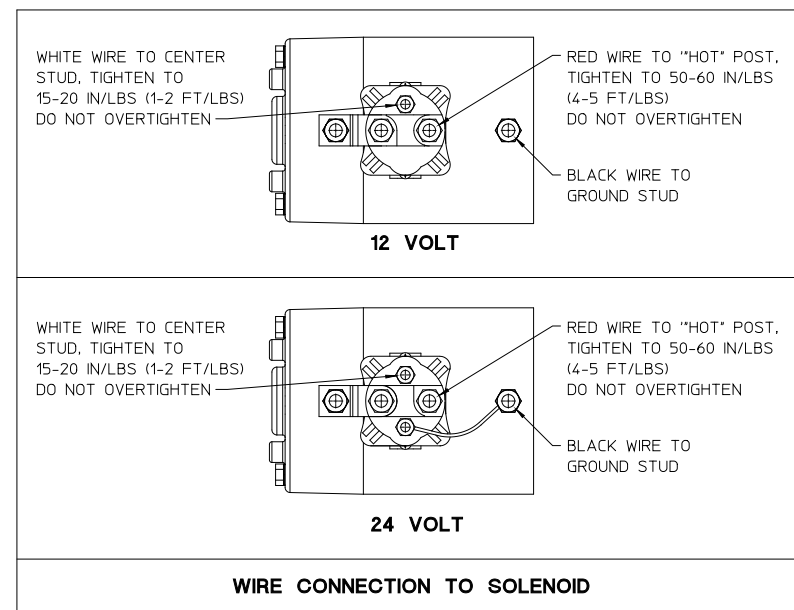 WHITE WIRE TO CENTER
STUD, TIGHTEN TO
15-20 IN/LBS (1-2 FT/LBS)
DO NOT OVERTIGHTEN
RED WIRE TO '"HOT" POST,
TIGHTEN TO 50-60 IN/LBS
(4-5 FT/LBS)
DO NOT OVERTIGHTEN
BLACK WIRE TO
GROUND STUD
12 VOLT
WHITE WIRE TO CENTER
STUD, TIGHTEN TO
15-20 IN/LBS (1-2 FT/LBS)
DO NOT OVERTIGHTEN
RED WIRE TO '"HOT" POST,
TIGHTEN TO 50-60 IN/LBS
(4-5 FT/LBS)
DO NOT OVERTIGHTEN
BLACK WIRE TO
GROUND STUD
24 VOLT
WIRE CONNECTION TO SOLENOID